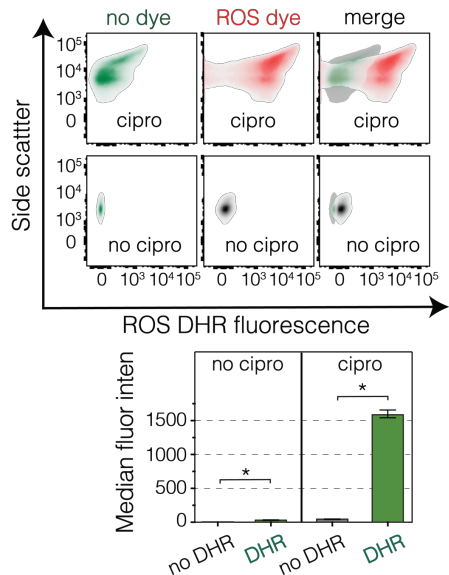 no dye ROS dye merge
10⁵
10⁴
10³
0
cipro cipro cipro
Side scattter
10⁵
10⁴
10³
0
no cipro no cipro no cipro
0 10³ 10⁴ 10⁵ 0 10³ 10⁴ 10⁵ 0 10³ 10⁴ 10⁵
ROS DHR fluorescence
no cipro cipro
Median fluor inten
* *
1500
1000
500
0
no DHR DHR no DHR DHR